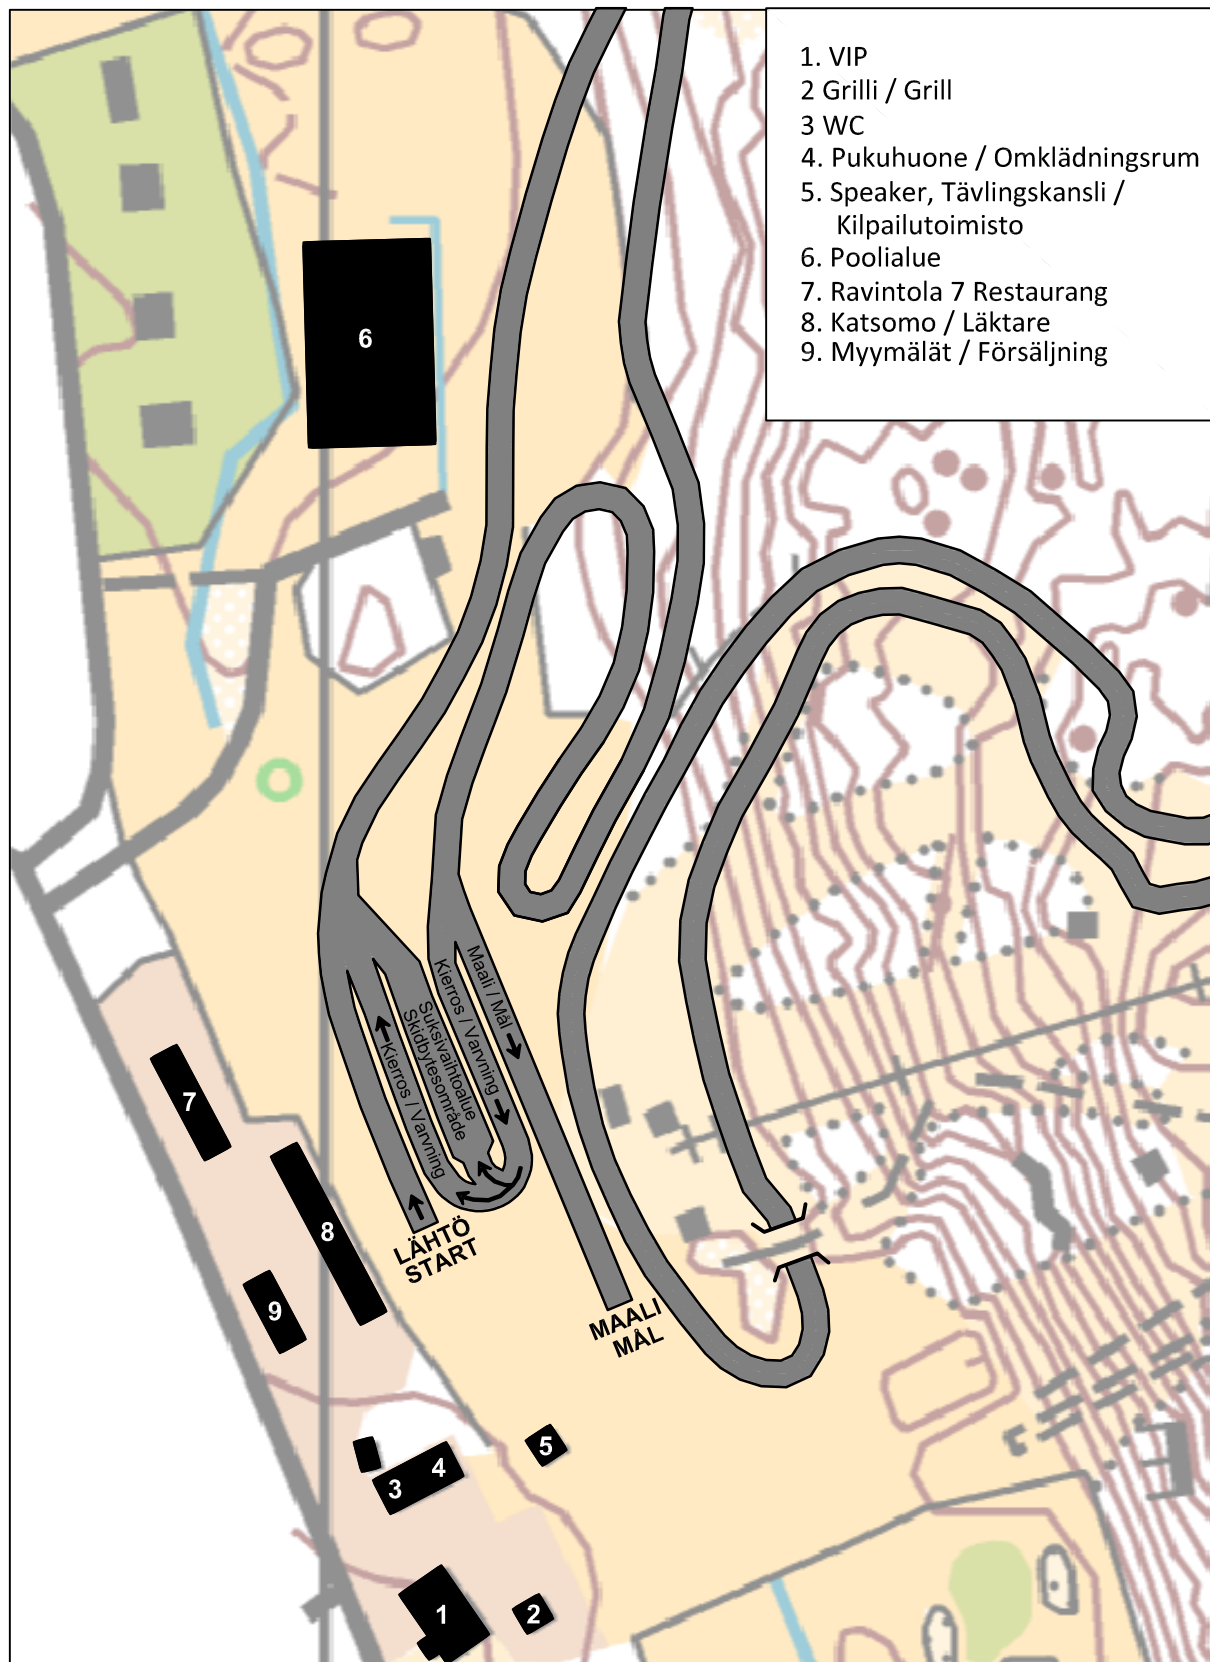 1. VIP
2 Grilli / Grill
3 WC
4. Pukuhuone / Omklädningsrum
5. Speaker, Tävlingskansli /
Kilpailutoimisto
6. Poolialue
7. Ravintola 7 Restaurang
8. Katsomo / Läktare
9. Myymälät / Försäljning
6
Maali / Mål
Kierros / Varvning
Suksivaihtoalue
Skidbytesområde
Kierros / Varvning
7
8
LÄHTÖ
START
9
MAALI
MÅL
5
4
3
1
2